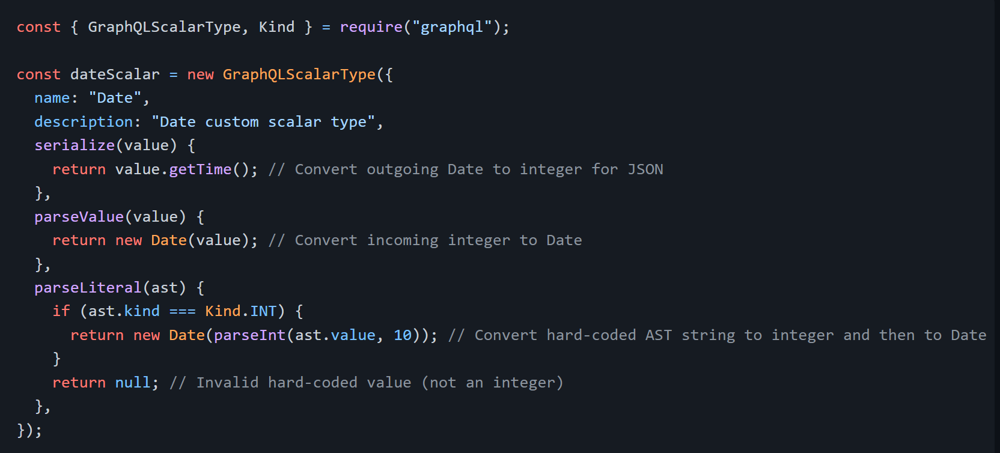 const { GraphQLScalarType, Kind } = require("graphql");
const dateScalar = new GraphQLScalarType({
name: "Date",
description: "Date custom scalar type",
serialize(value) {
return value.getTime(); // Convert outgoing Date to integer for JSON
},
parseValue(value) {
return new Date(value); // Convert incoming integer to Date
},
parseLiteral(ast) {
if (ast.kind === Kind.INT) {
return new Date(parseInt(ast.value, 10)); // Convert hard-coded AST string to integer and then to Date
}
return null; // Invalid hard-coded value (not an integer)
},
});